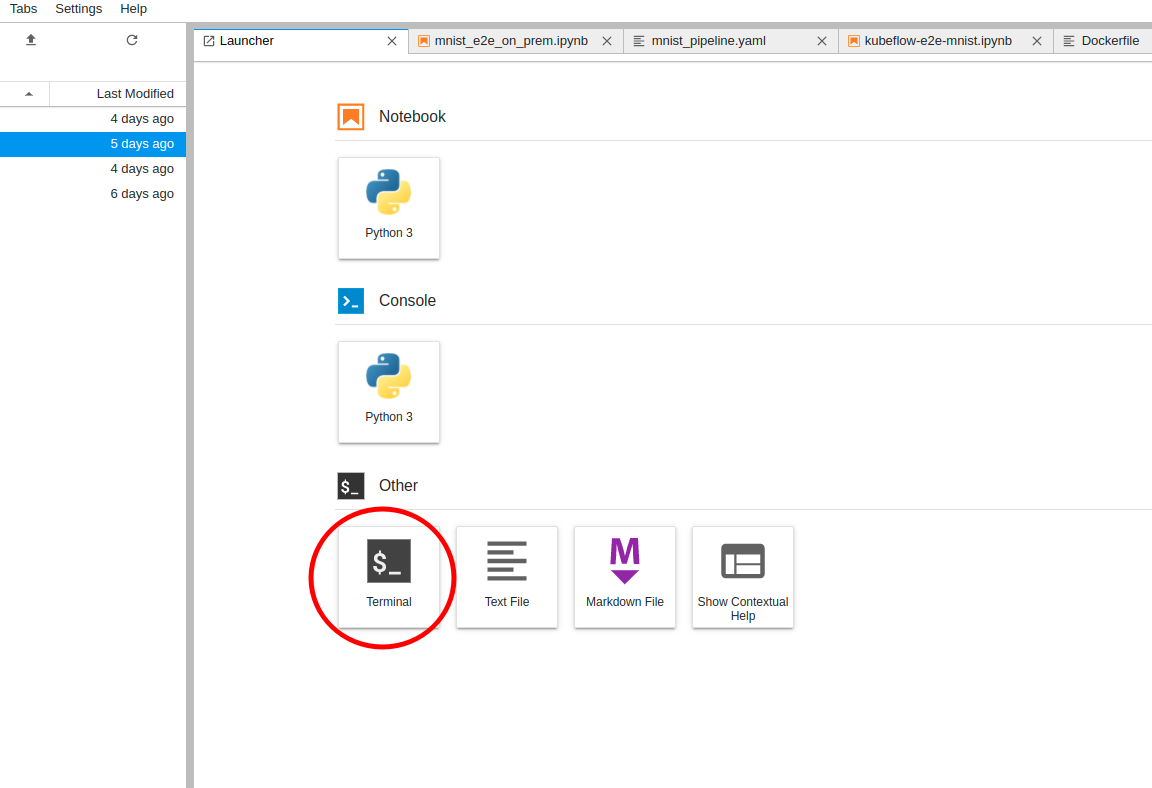 Tabs Settings Help
Launcher mnist_e2e_on_prem.ipynb mnist_pipeline.yaml kubeflow-e2e-mnist.ipynb Dockerfile
Last Modified
4 days ago
5 days ago
4 days ago
6 days ago
Notebook
Python 3
Console
Python 3
$_ Other
$_ M
Terminal Text File Markdown File Show Contextual
Help